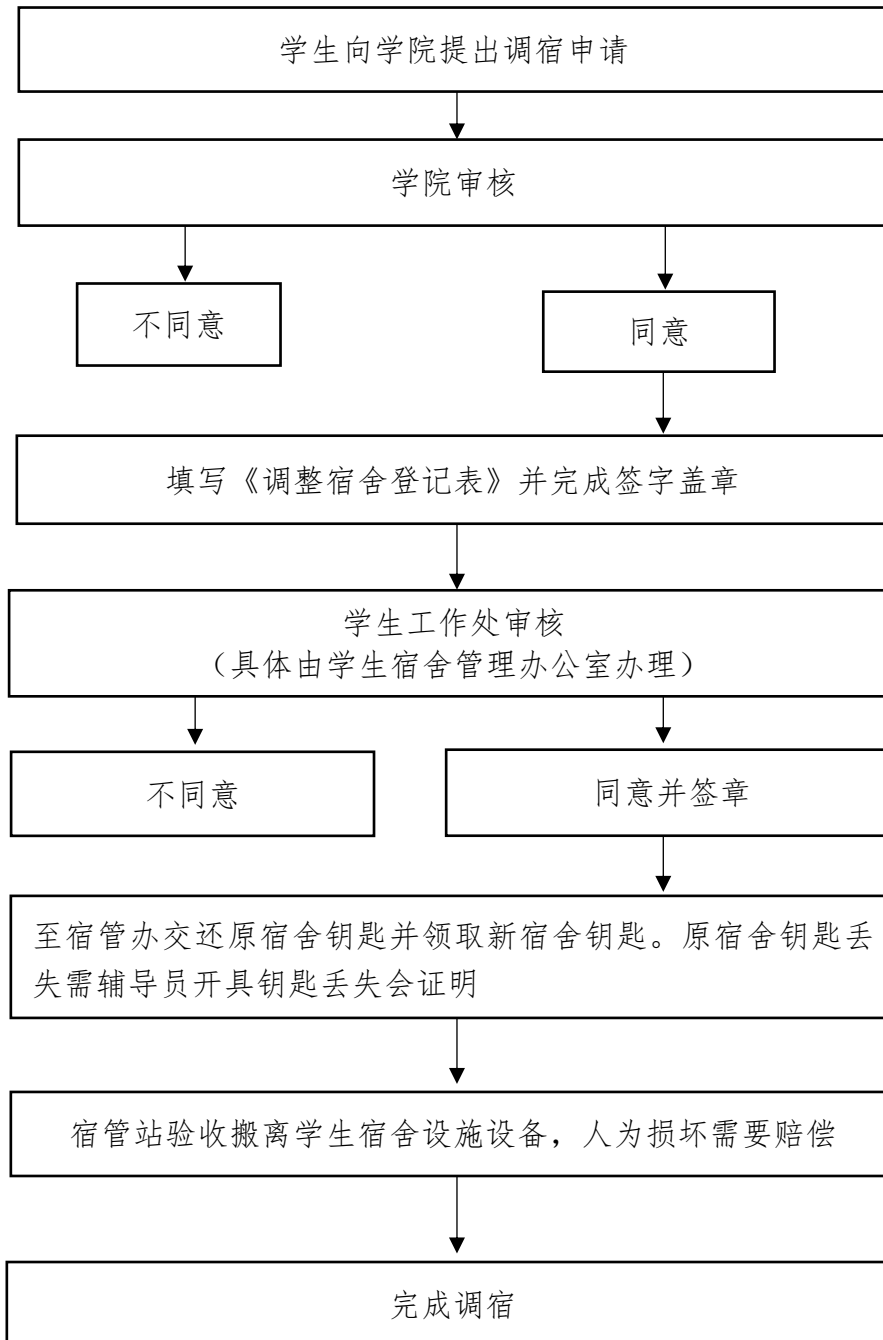 学生向学院提出调宿申请
学院审核
不同意
同意
填写《调整宿舍登记表》并完成签字盖章
学生工作处审核
（具体由学生宿舍管理办公室办理）
不同意
同意并签章
至宿管办交还原宿舍钥匙并领取新宿舍钥匙。原宿舍钥匙丢
失需辅导员开具钥匙丢失会证明
宿管站验收搬离学生宿舍设施设备，人为损坏需要赔偿
完成调宿